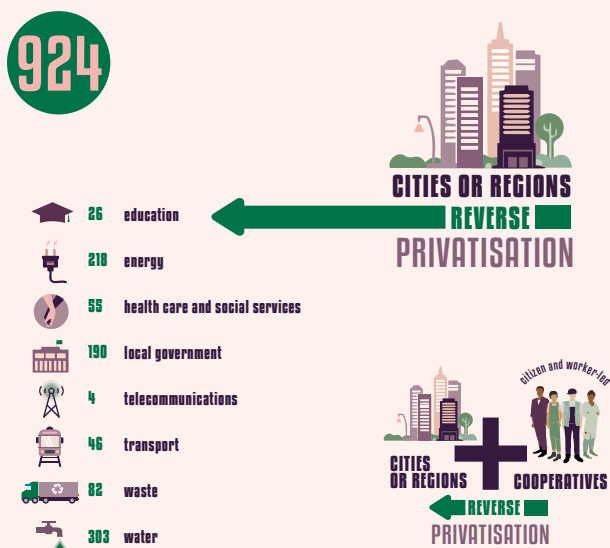 924
CITIES OR REGIONS
REVERSE
PRIVATISATION
26 education
218 energy
55 health care and social services
190 local government
4 telecommunications
46 transport
82 waste
303 water
citizen and worker-led
CITIES
OR REGIONS
COOPERATIVES
REVERSE
PRIVATISATION